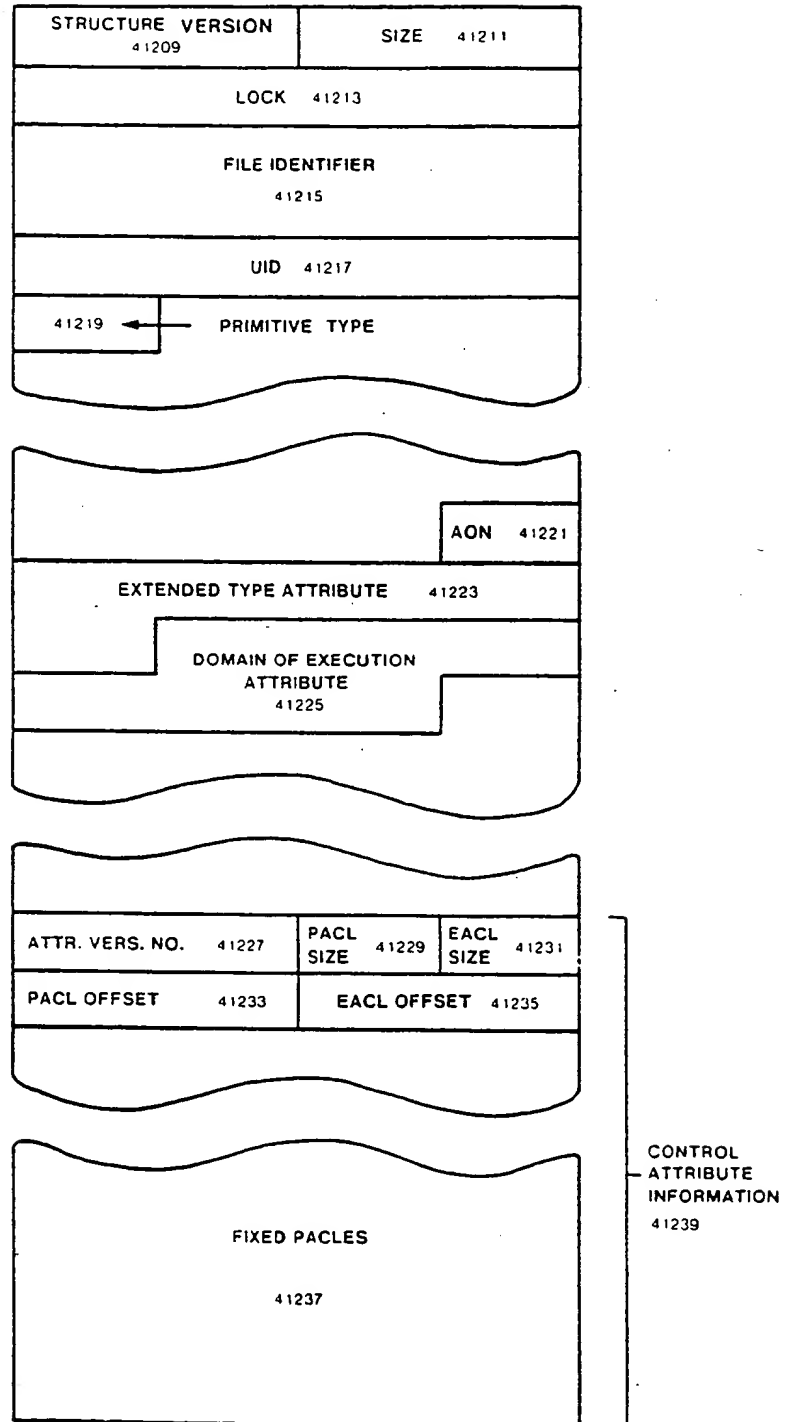 STRUCTURE VERSION
41209
SIZE 41211
LOCK 41213
FILE IDENTIFIER
41215
UID 41217
41219 PRIMITIVE TYPE
AON 41221
EXTENDED TYPE ATTRIBUTE 41223
DOMAIN OF EXECUTION
ATTRIBUTE
41225
ATTR. VERS. NO. 41227
PACL
SIZE 41229
EACL
SIZE 41231
PACL OFFSET 41233
EACL OFFSET 41235
CONTROL
ATTRIBUTE
INFORMATION
41239
FIXED PACLES
41237